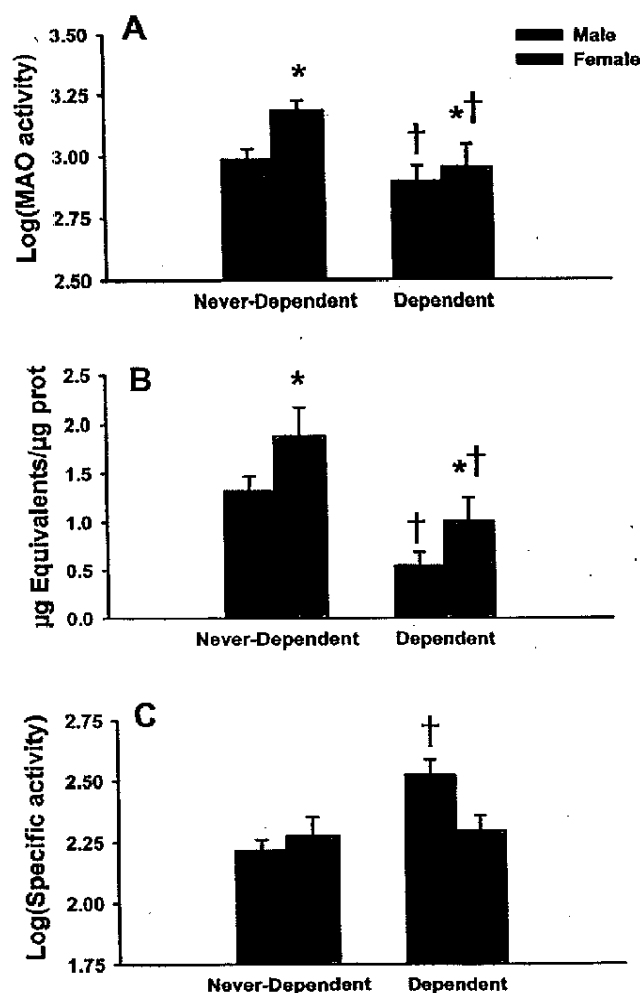 A
Male
Female
Log(MAO activity)
3.50
3.25
3.00
2.75
2.50
*
†
*†
Never-Dependent Dependent
B
µg Equivalents/µg prot
2.5
2.0
1.5
1.0
0.5
0.0
*
†
*†
Never-Dependent Dependent
C
Log(Specific activity)
2.75
2.50
2.25
2.00
1.75
†
Never-Dependent Dependent